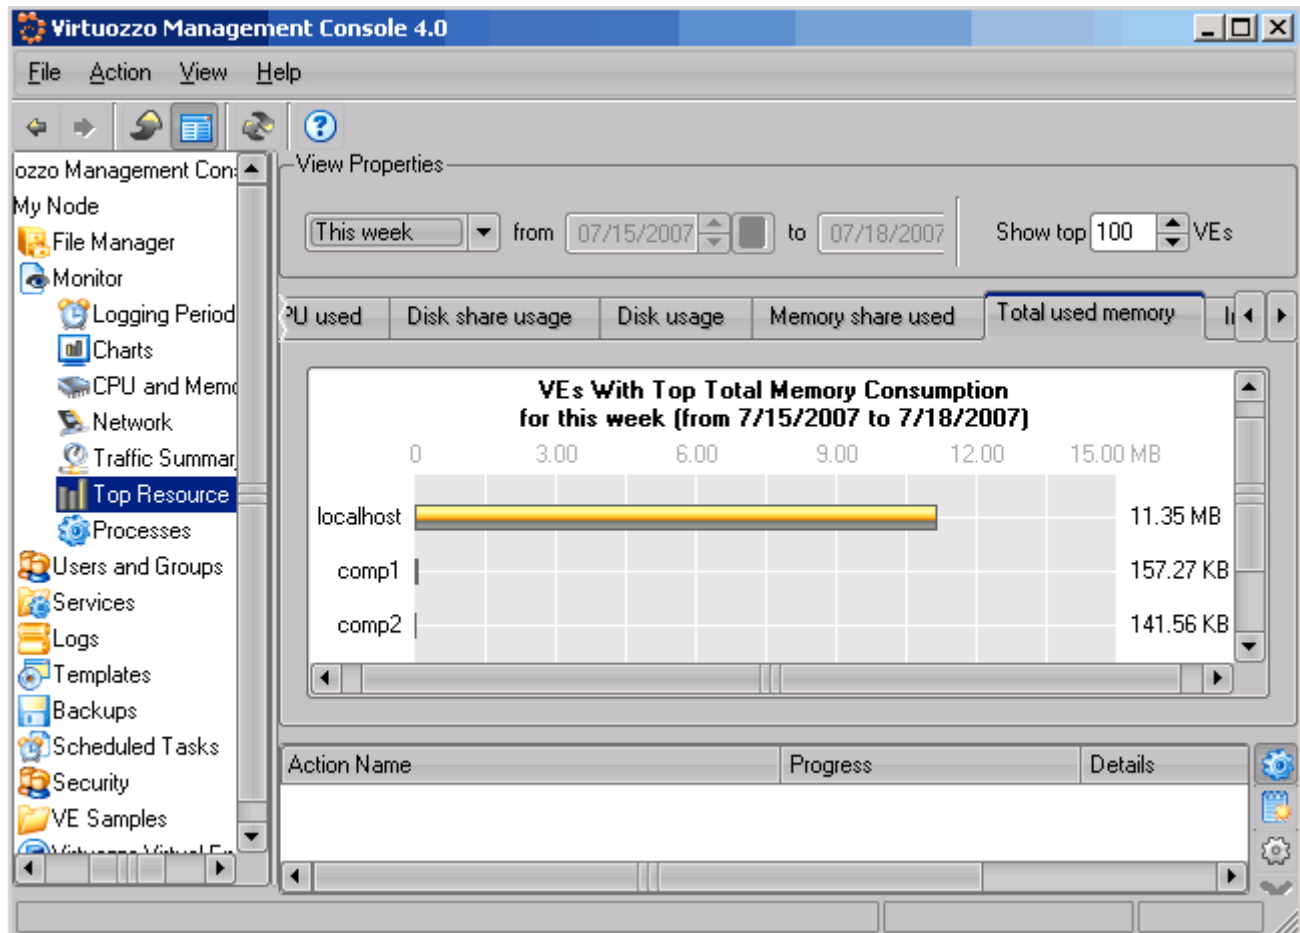 Virtuozzo Management Console 4.0
File Action View Help
ozzo Management Con
My Node
File Manager
Monitor
Logging Period
Charts
CPU and Mem
Network
Traffic Summar
Top Resource
Processes
Users and Groups
Services
Logs
Templates
Backups
Scheduled Tasks
Security
VE Samples
View Properties
This week from 07/15/2007 to 07/18/2007 Show top 100 VEs
PU used Disk share usage Disk usage Memory share used Total used memory
VEs With Top Total Memory Consumption
for this week (from 7/15/2007 to 7/18/2007)
0 3.00 6.00 9.00 12.00 15.00 MB
localhost 11.35 MB
comp1 157.27 KB
comp2 141.56 KB
Action Name Progress Details